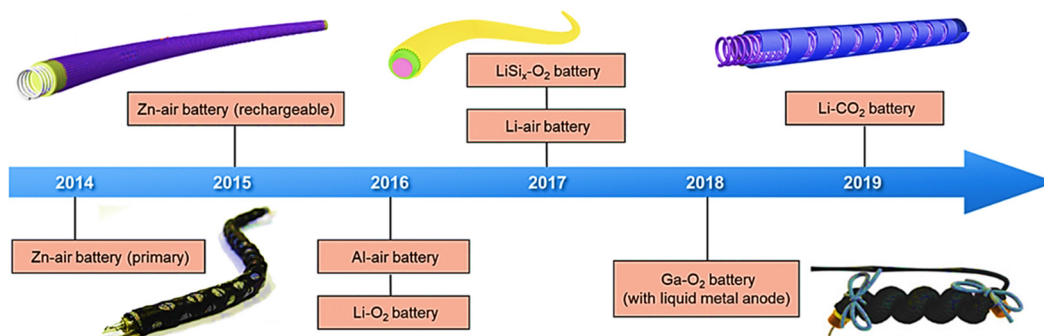 LiSiₓ-O₂ battery
Zn-air battery (rechargeable)
Li-air battery
Li-CO₂ battery
2014
2015
2016
2017
2018
2019
Zn-air battery (primary)
Al-air battery
Ga-O₂ battery
(with liquid metal anode)
Li-O₂ battery